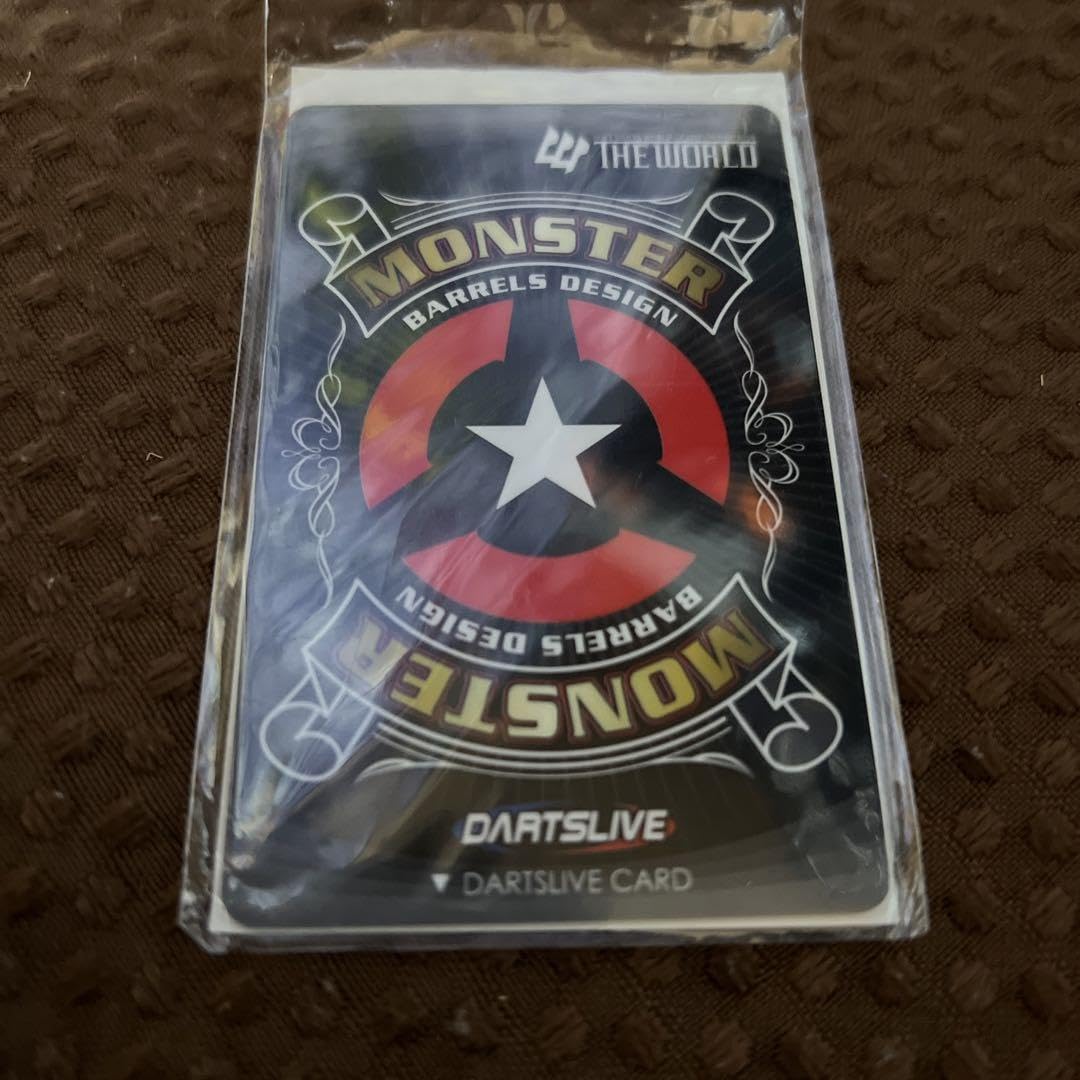 THE WORLD
MONSTER
BARRELS DESIGN
BARRELS DESIGN
MONSTER
DARTSLIVE
▼ DARTSLIVE CARD